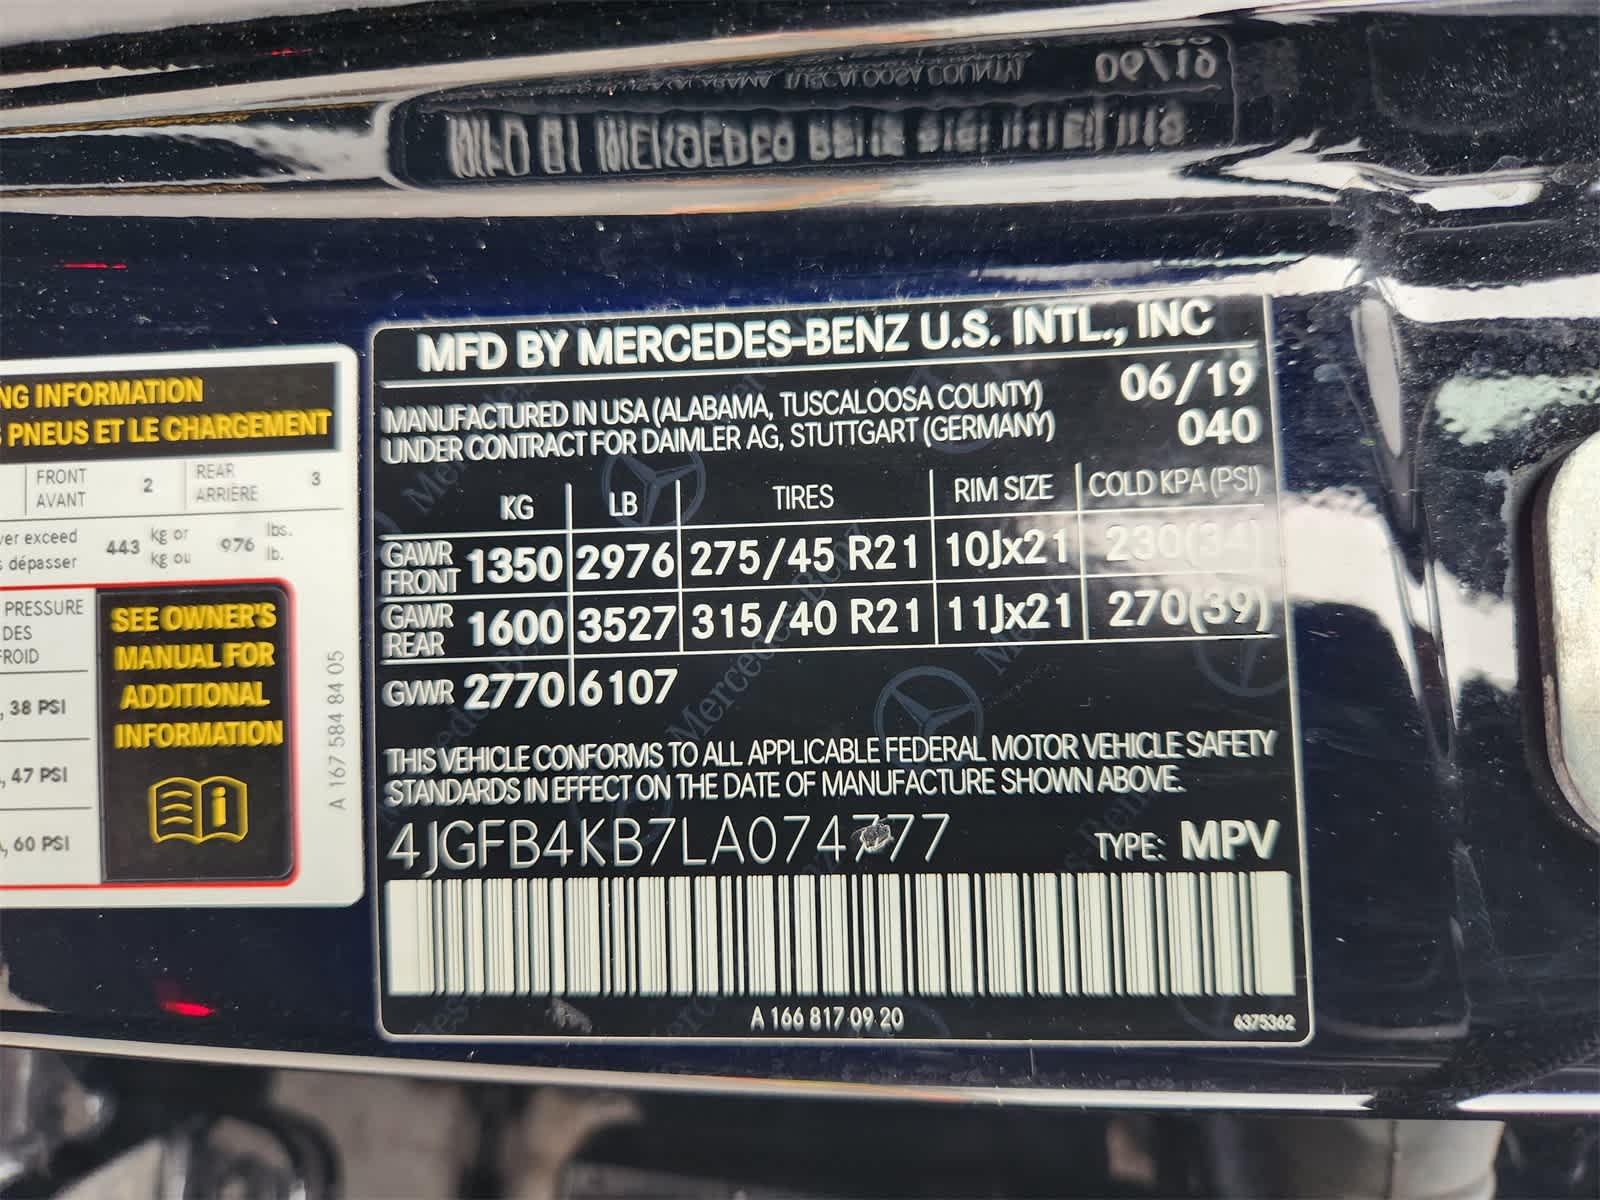 MFD BY MERCEDES-BENZ U.S. INTL., INC
MANUFACTURED IN USA (ALABAMA, TUSCALOOSA COUNTY) 06/19
UNDER CONTRACT FOR DAIMLER AG, STUTTGART (GERMANY) 040
KG LB TIRES RIM SIZE COLD KPA (PSI)
GAWR FRONT 1350 2976 275/45 R21 10Jx21 230(34)
GAWR REAR 1600 3527 315/40 R21 11Jx21 270(39)
GVWR 2770 6107
THIS VEHICLE CONFORMS TO ALL APPLICABLE FEDERAL MOTOR VEHICLE SAFETY
STANDARDS IN EFFECT ON THE DATE OF MANUFACTURE SHOWN ABOVE.
4JGFB4KB7LA074777 TYPE: MPV
A 166 817 09 20
6375362
NG INFORMATION
PNEUS ET LE CHARGEMENT
FRONT 2 REAR 3
AVANT ARRIÈRE
ver exceed 443 kg or 976 lbs.
dépasser kg ou lb.
PRESSURE
DES
FROID
, 38 PSI
, 47 PSI
, 60 PSI
SEE OWNER'S
MANUAL FOR
ADDITIONAL
INFORMATION
A 167 584 84 05